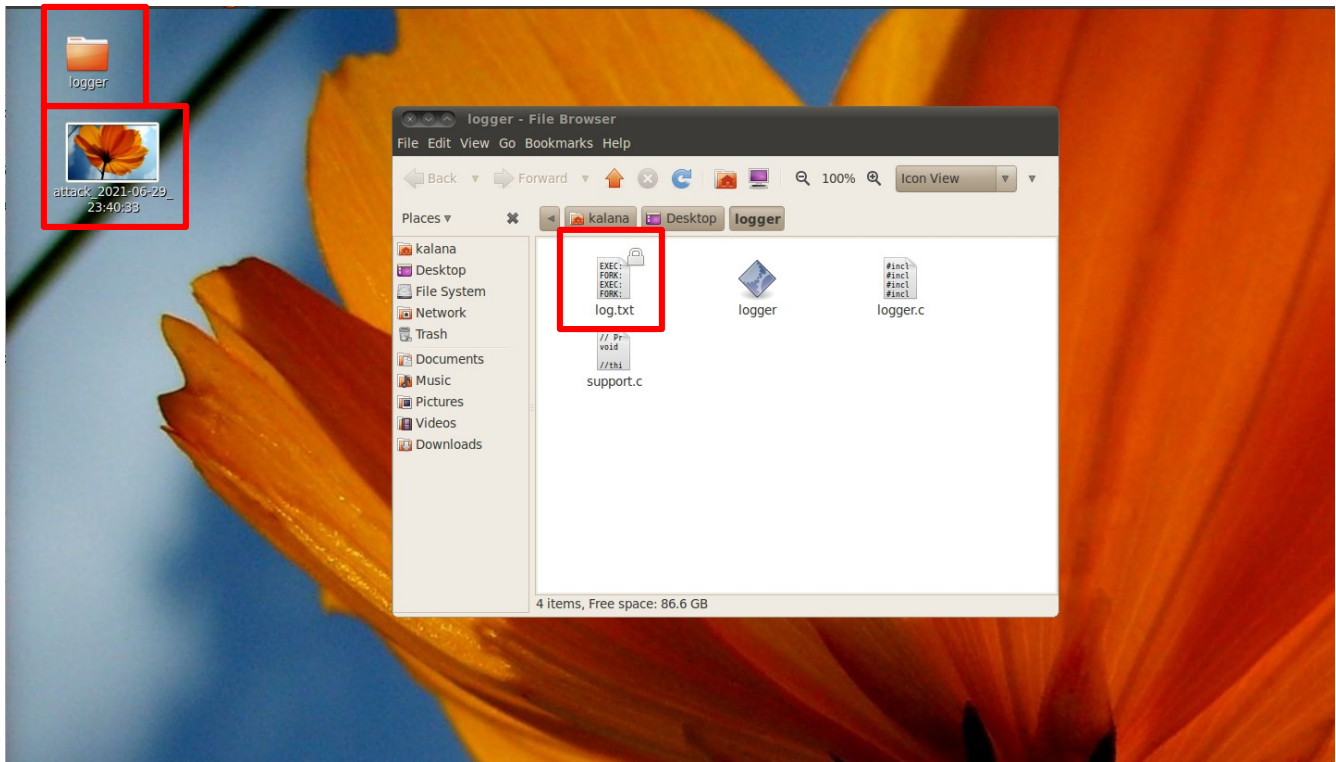 logger
attack_2021-06-29_
23:40:33
logger - File Browser
File Edit View Go Bookmarks Help
Back Forward 100% Icon View
Places kalana Desktop logger
kalana
Desktop
File System
Network
Trash
Documents
Music
Pictures
Videos
Downloads
EXEC:
FORK:
EXEC:
FORK:
log.txt
logger
#incl
#incl
#incl
#incl
logger.c
// Pr
void
//thi
support.c
4 items, Free space: 86.6 GB